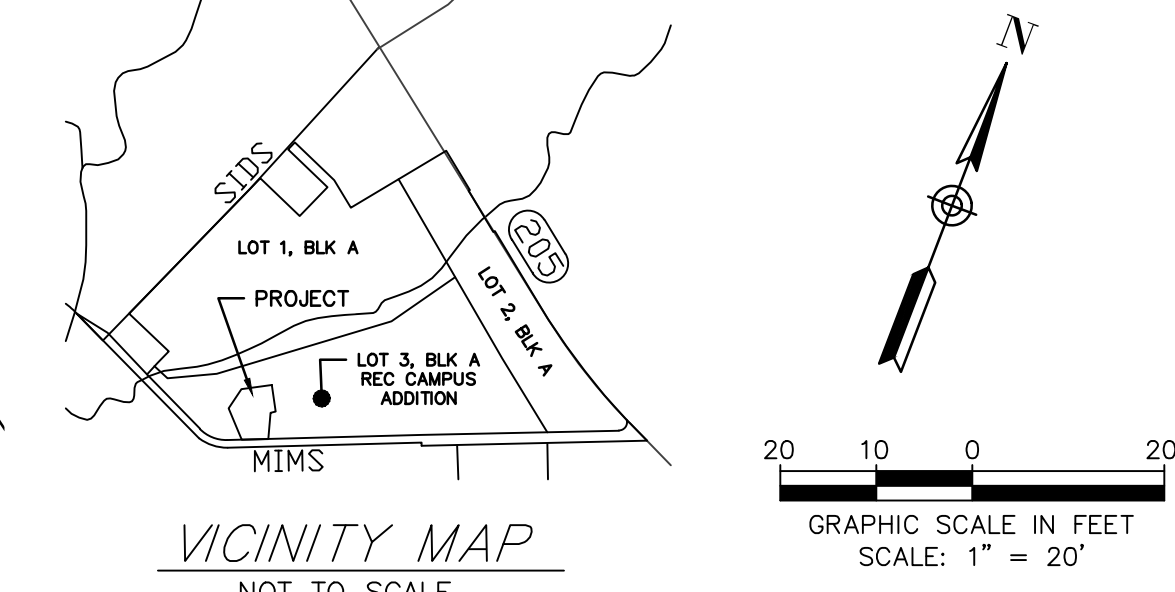 N
SIDS
205
LOT 1, BLK A
LOT 2, BLK A
PROJECT
LOT 3, BLK A
REC CAMPUS
ADDITION
MIMS
VICINITY MAP
NOT TO SCALE
20 10 0 20
GRAPHIC SCALE IN FEET
SCALE: 1" = 20'